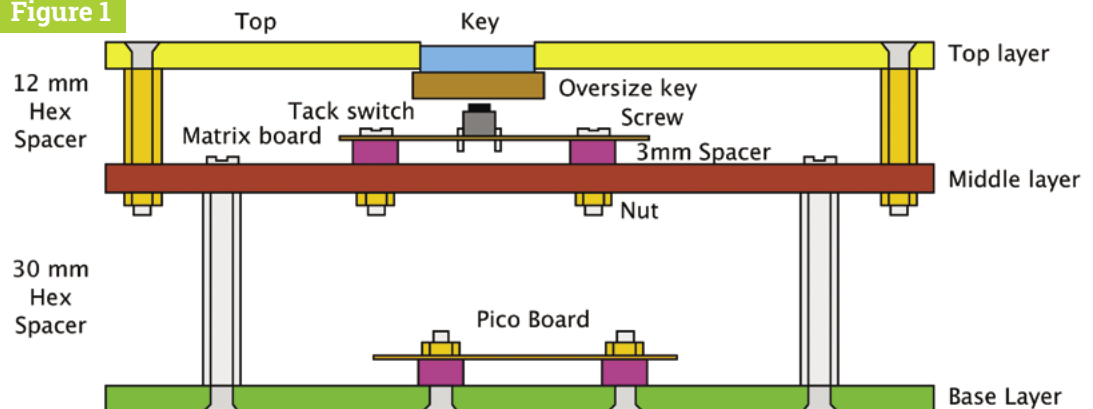 Figure 1
Top
Key
Top layer
12 mm
Hex
Spacer
Oversize key
Tack switch
Screw
Matrix board
3mm Spacer
Middle layer
Nut
30 mm
Hex
Spacer
Pico Board
Base Layer